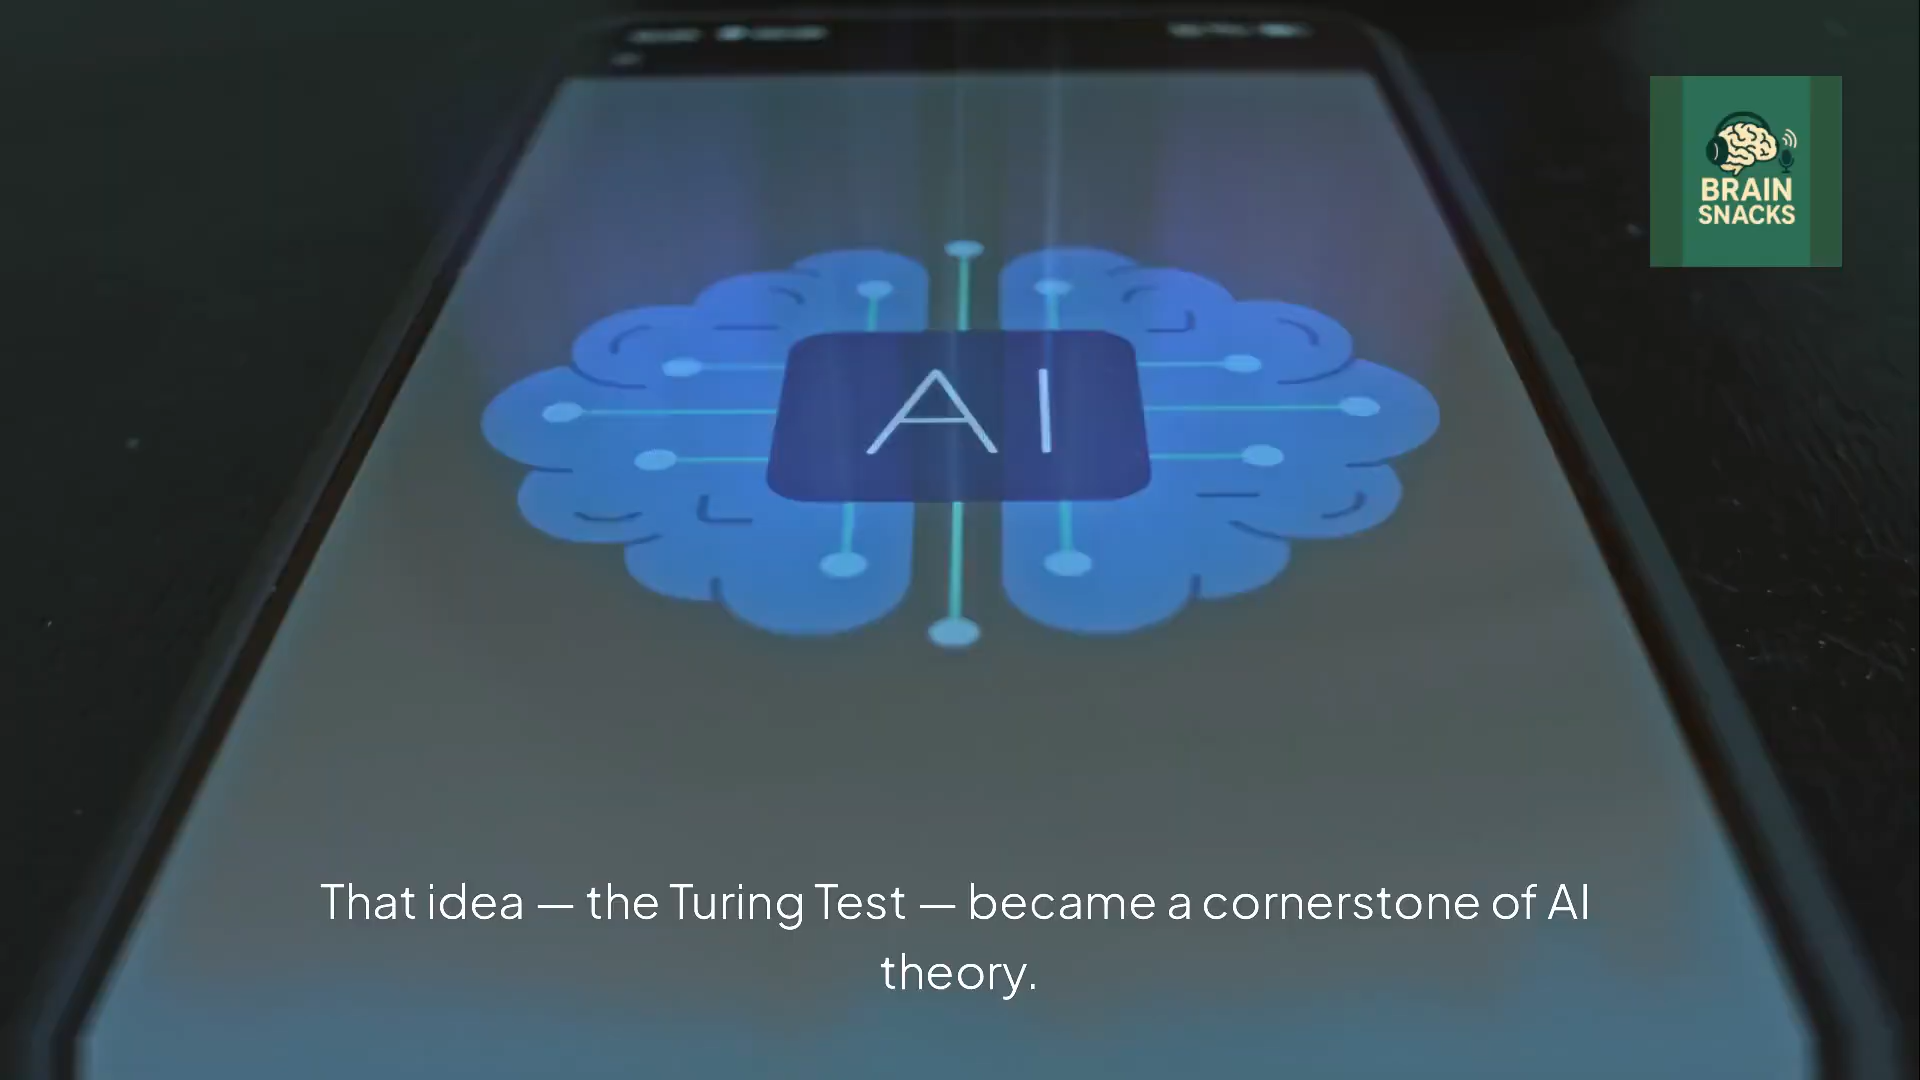 BRAIN
SNACKS
AI
That idea — the Turing Test — became a cornerstone of AI
theory.